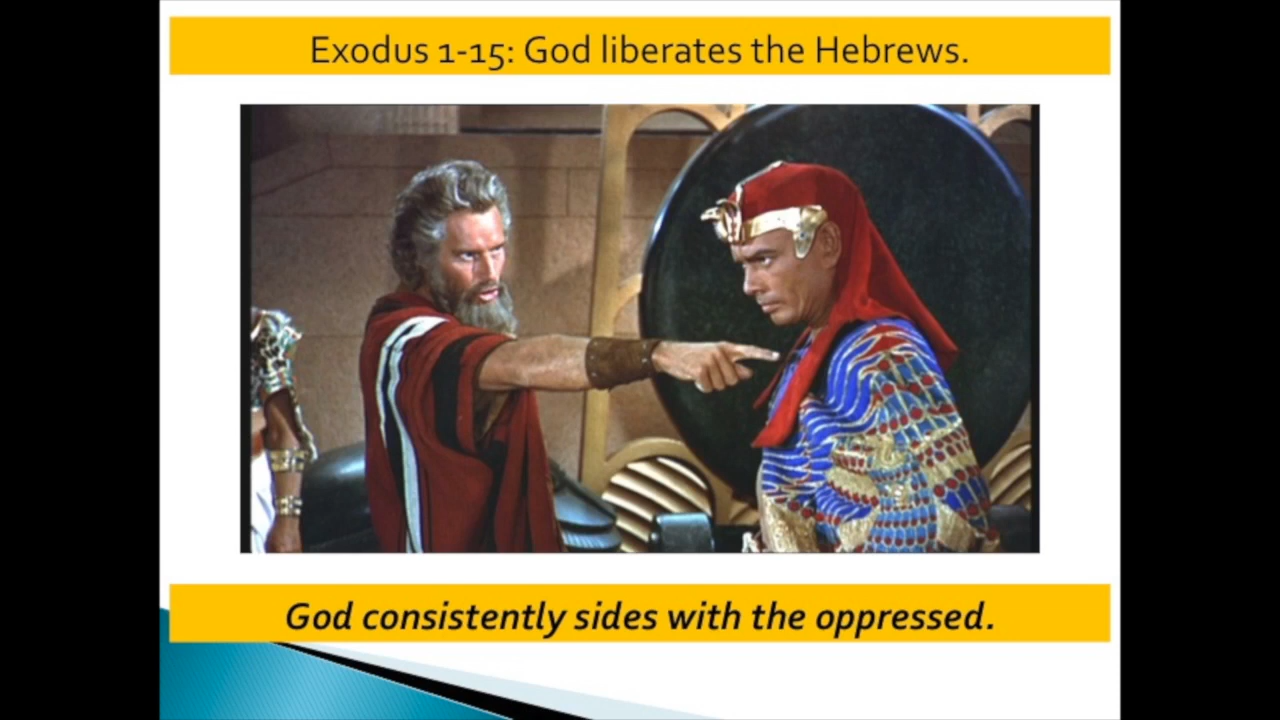 Exodus 1-15: God liberates the Hebrews.
God consistently sides with the oppressed.